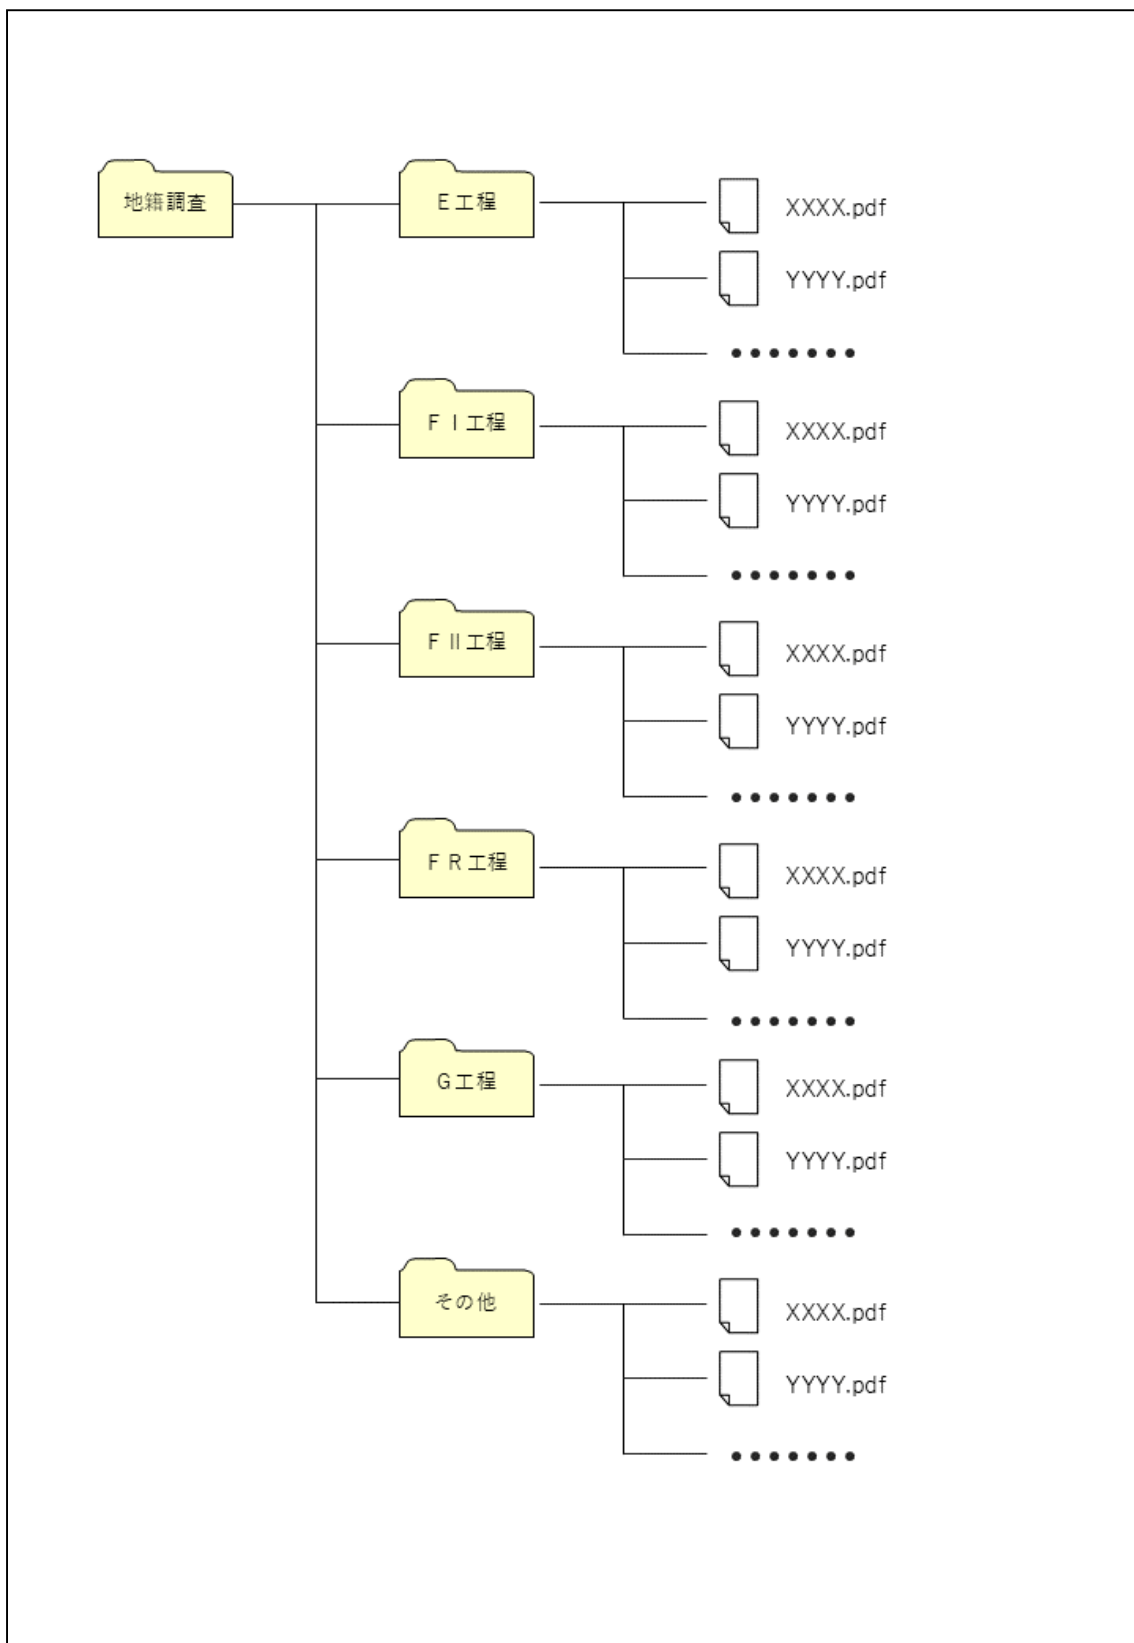 地籍調査
E工程
XXXX.pdf
YYYY.pdf
•••••••
FⅠ工程
XXXX.pdf
YYYY.pdf
•••••••
FⅡ工程
XXXX.pdf
YYYY.pdf
•••••••
FR工程
XXXX.pdf
YYYY.pdf
•••••••
G工程
XXXX.pdf
YYYY.pdf
•••••••
その他
XXXX.pdf
YYYY.pdf
•••••••